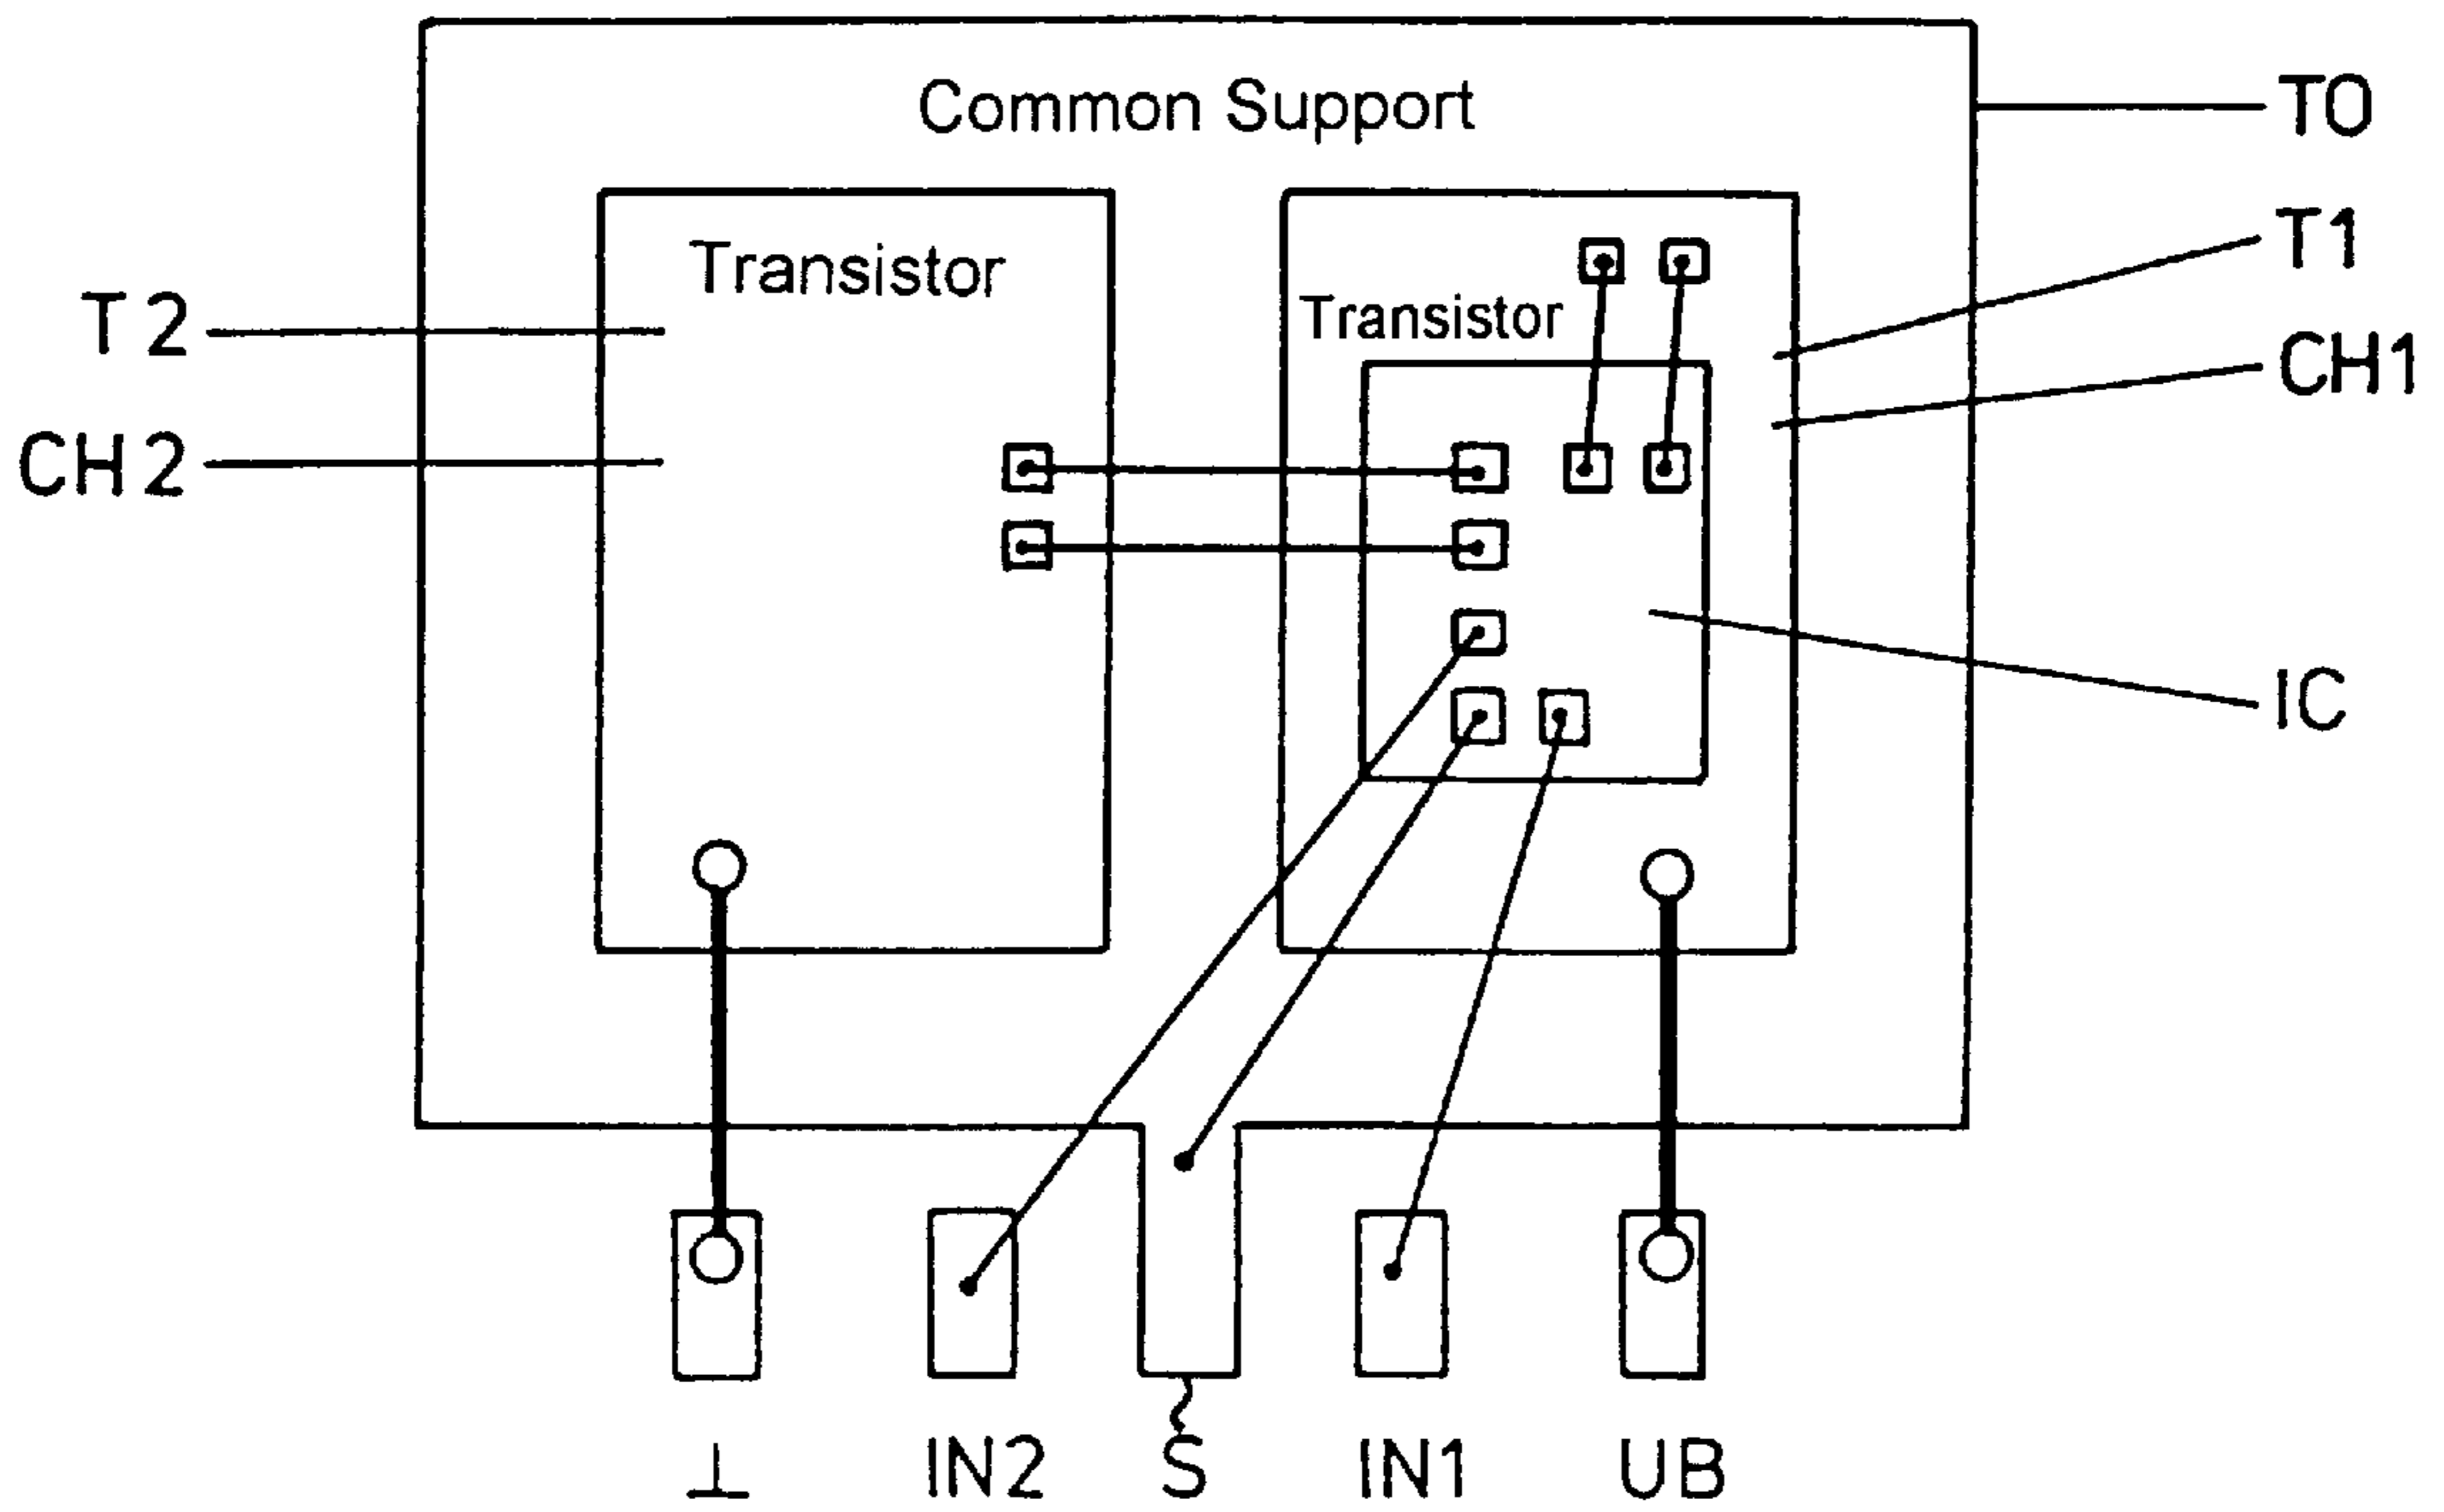 Common Support
TO
Transistor
T1
Transistor
T 2
CH1
CH 2
IC
⊥ IN2 S IN1 UB